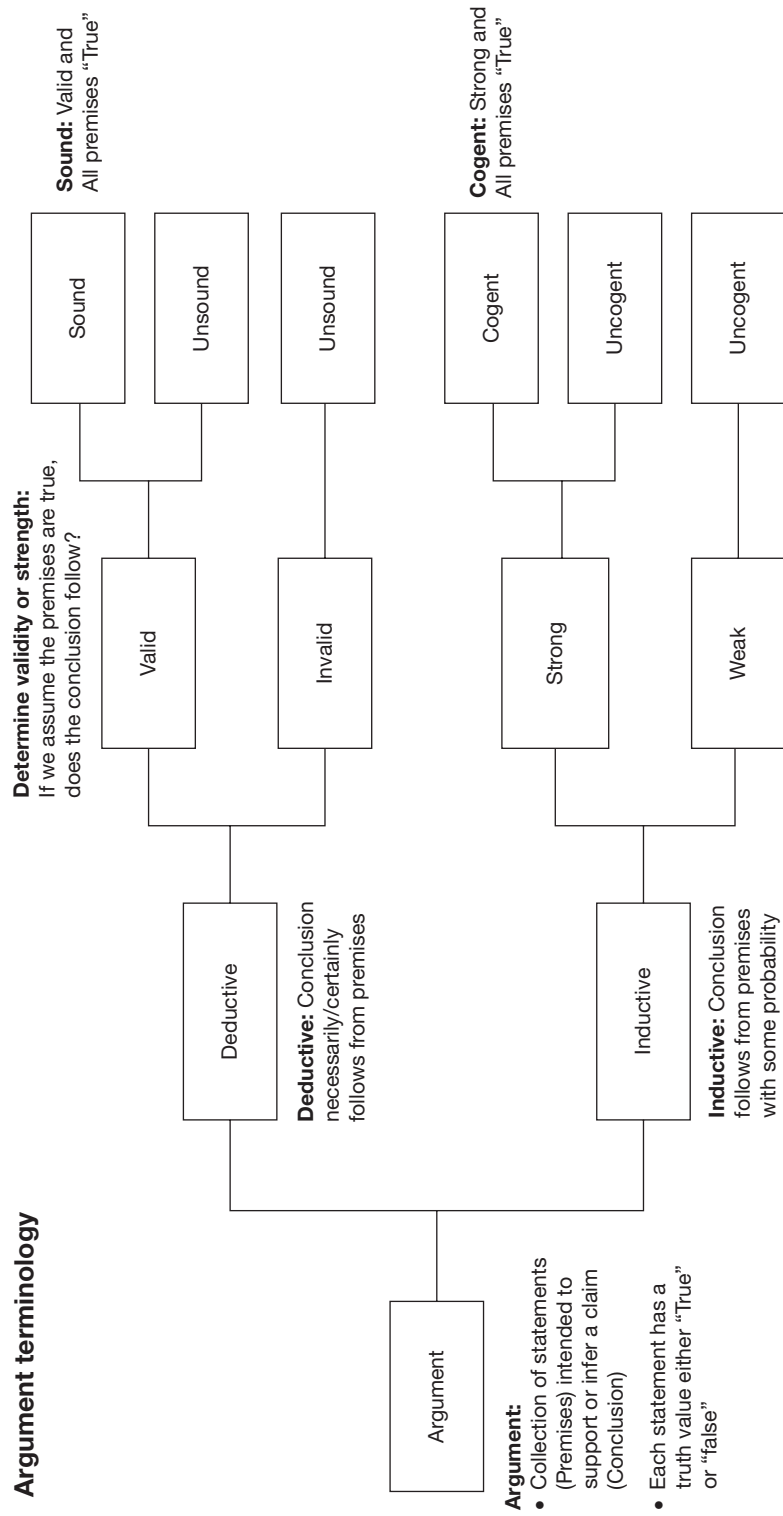 Argument terminology
Argument
Argument:
• Collection of statements
(Premises) intended to
support or infer a claim
(Conclusion)
• Each statement has a
truth value either “True”
or “false”
Deductive
Deductive: Conclusion
necessarily/certainly
follows from premises
Inductive
Inductive: Conclusion
follows from premises
with some probability
Determine validity or strength:
If we assume the premises are true,
does the conclusion follow?
Valid
Invalid
Strong
Weak
Sound
Unsound
Unsound
Sound: Valid and
All premises “True”
Cogent
Uncogent
Uncogent
Cogent: Strong and
All premises “True”